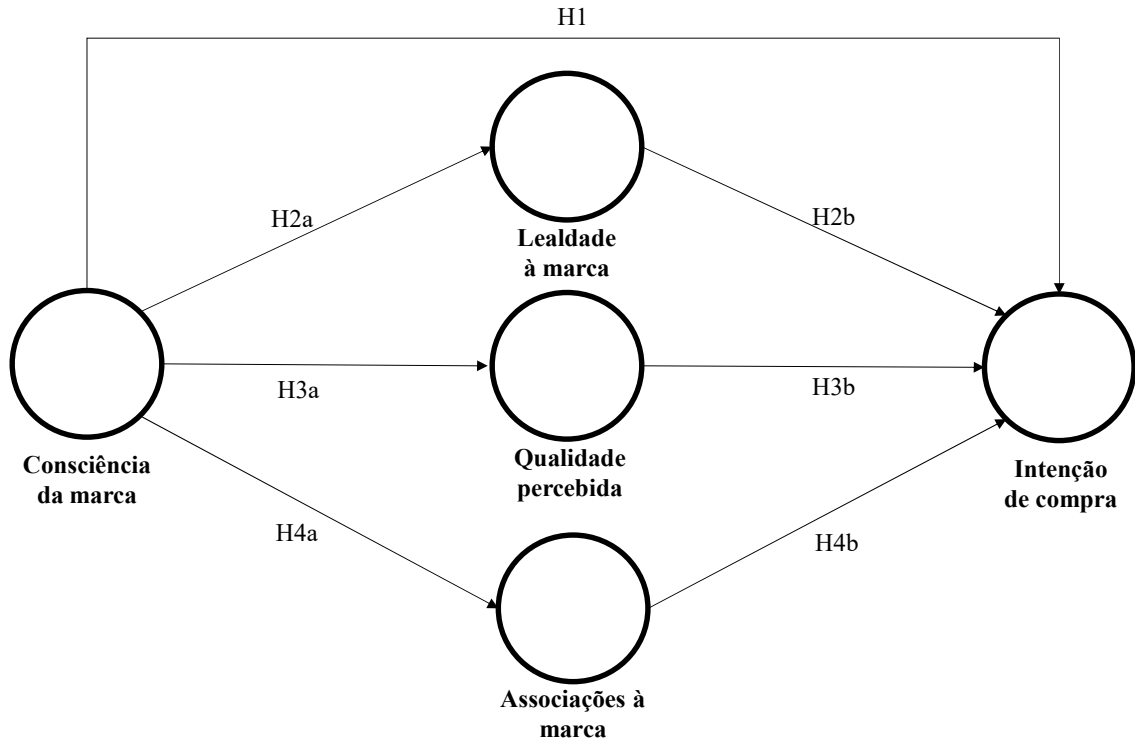 H1
H2a
H2b
Lealdade
à marca
H3a
H3b
Consciência
da marca
Qualidade
percebida
Intenção
de compra
H4a
H4b
Associações à
marca